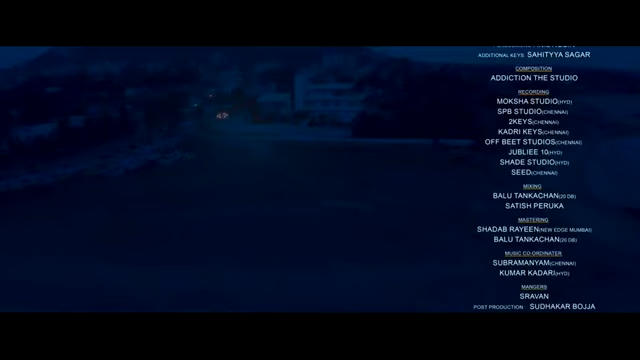 ADDITIONAL KEYS: SAHITYYA SAGAR
COMPOSITION
ADDICTION THE STUDIO
RECORDING
MOKSHA STUDIO(HYD)
SPB STUDIO(CHENNAI)
2KEYS(CHENNAI)
KADRI KEYS(CHENNAI)
OFF BEET STUDIOS(CHENNAI)
JUBLIEE 10(HYD)
SHADE STUDIO(HYD)
SEED(CHENNAI)
MIXING
BALU TANKACHAN(20 DB)
SATISH PERUKA
MASTERING
SHADAB RAYEEN(NEW EDGE MUMBAI)
BALU TANKACHAN(20 DB)
MUSIC CO-ORDINATER
SUBRAMANYAM(CHENNAI)
KUMAR KADARI(HYD)
MANGERS
SRAVAN
POST PRODUCTION SUDHAKAR BOJJA